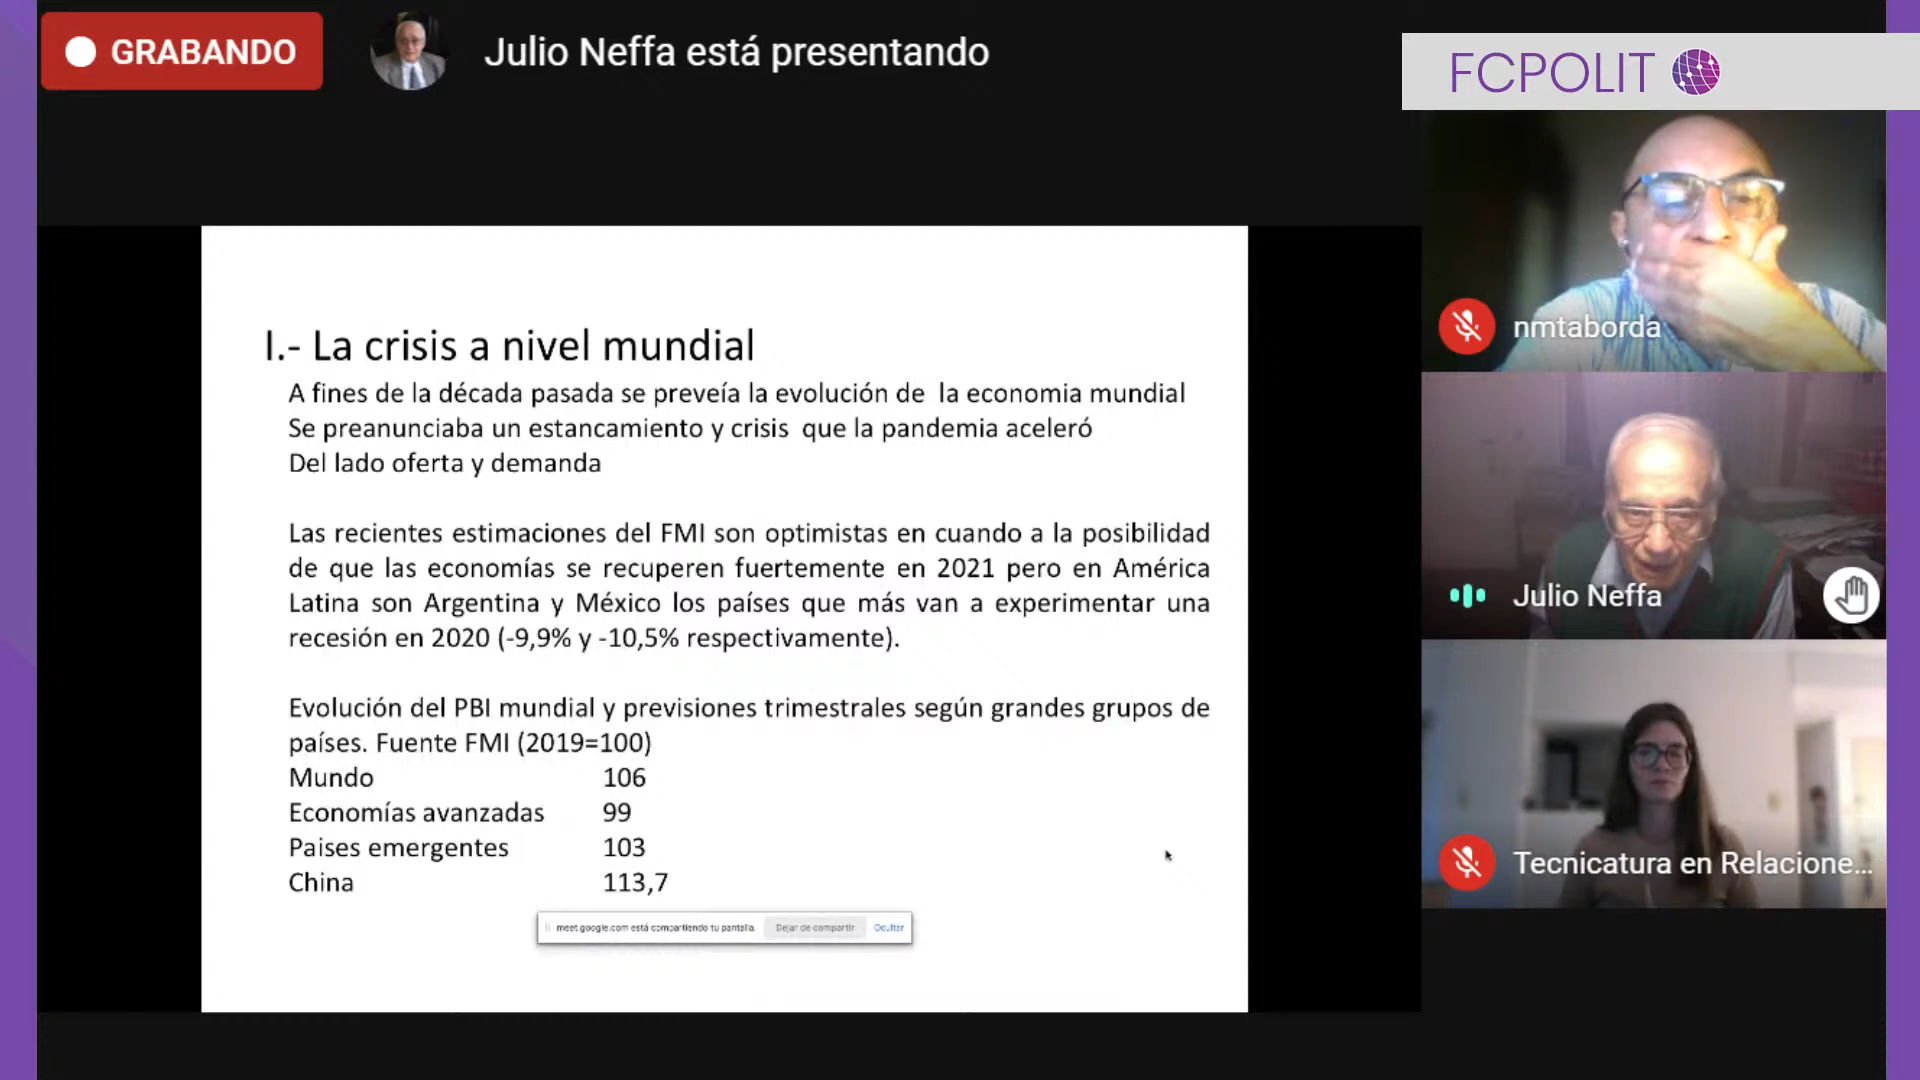 GRABANDO
Julio Neffa está presentando
FCPOLIT
I.- La crisis a nivel mundial
A fines de la década pasada se preveía la evolución de la economia mundial
Se preanunciaba un estancamiento y crisis que la pandemia aceleró
Del lado oferta y demanda
Las recientes estimaciones del FMI son optimistas en cuando a la posibilidad
de que las economías se recuperen fuertemente en 2021 pero en América
Latina son Argentina y México los países que más van a experimentar una
recesión en 2020 (-9,9% y -10,5% respectivamente).
Evolución del PBI mundial y previsiones trimestrales según grandes grupos de
países. Fuente FMI (2019=100)
Mundo 106
Economías avanzadas 99
Paises emergentes 103
China 113,7
meet.google.com está compartiendo tu pantalla. Dejar de compartir Ocultar
nmtaborda
Julio Neffa
Tecnicatura en Relacione...